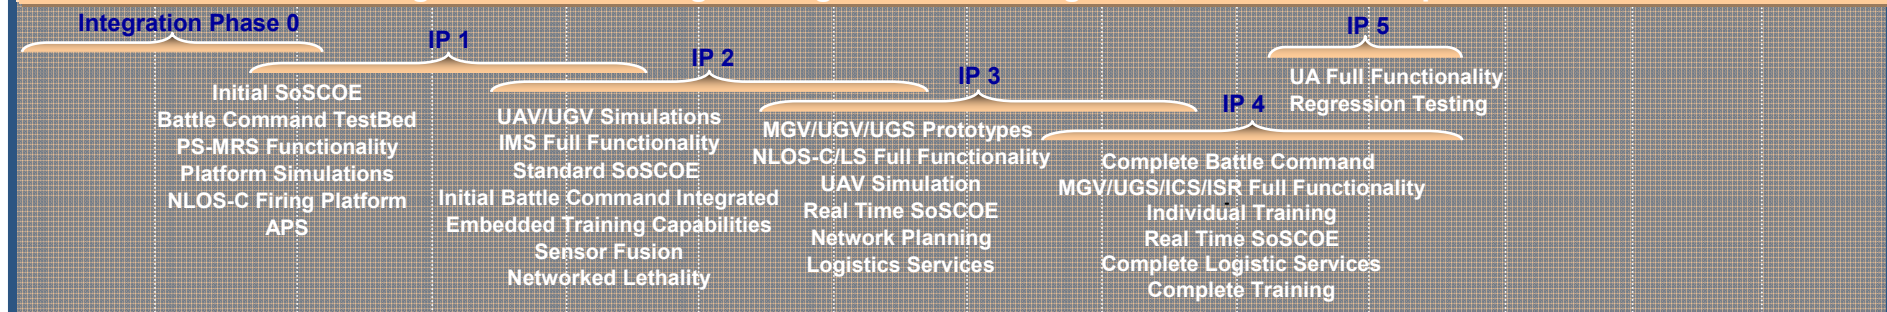 Integration Phase 0
Initial SoSCOE
Battle Command TestBed
PS-MRS Functionality
Platform Simulations
NLOS-C Firing Platform
APS
IP 1
IP 2
UAV/UGV Simulations
IMS Full Functionality
Standard SoSCOE
Initial Battle Command Integrated
Embedded Training Capabilities
Sensor Fusion
Networked Lethality
IP 3
MGV/UGV/UGS Prototypes
NLOS-C/LS Full Functionality
UAV Simulation
Real Time SoSCOE
Network Planning
Logistics Services
IP 4
Complete Battle Command
MGV/UGS/ICS/ISR Full Functionality
Individual Training
Real Time SoSCOE
Complete Logistic Services
Complete Training
IP 5
UA Full Functionality
Regression Testing